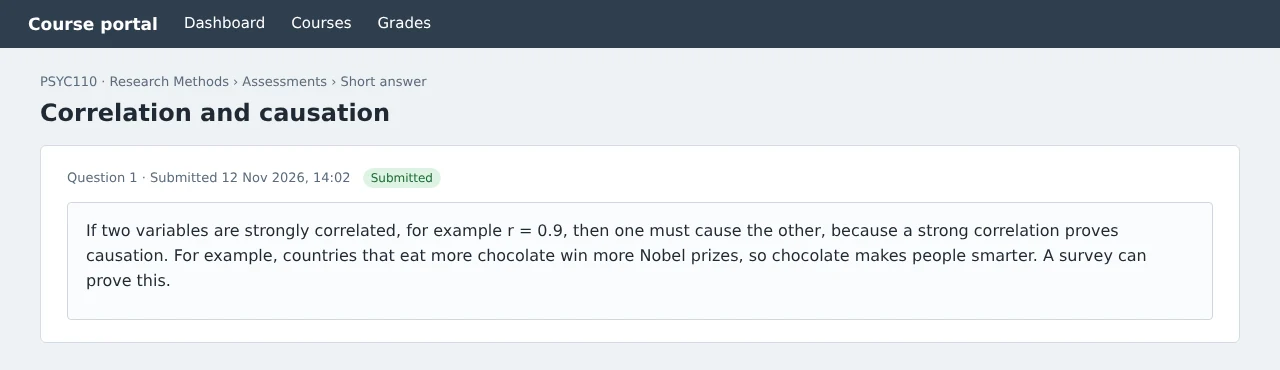 Course portal Dashboard Courses Grades
PSYC110 · Research Methods › Assessments › Short answer
Correlation and causation
Question 1 · Submitted 12 Nov 2026, 14:02 Submitted
If two variables are strongly correlated, for example r = 0.9, then one must cause the other, because a strong correlation proves
causation. For example, countries that eat more chocolate win more Nobel prizes, so chocolate makes people smarter. A survey can
prove this.